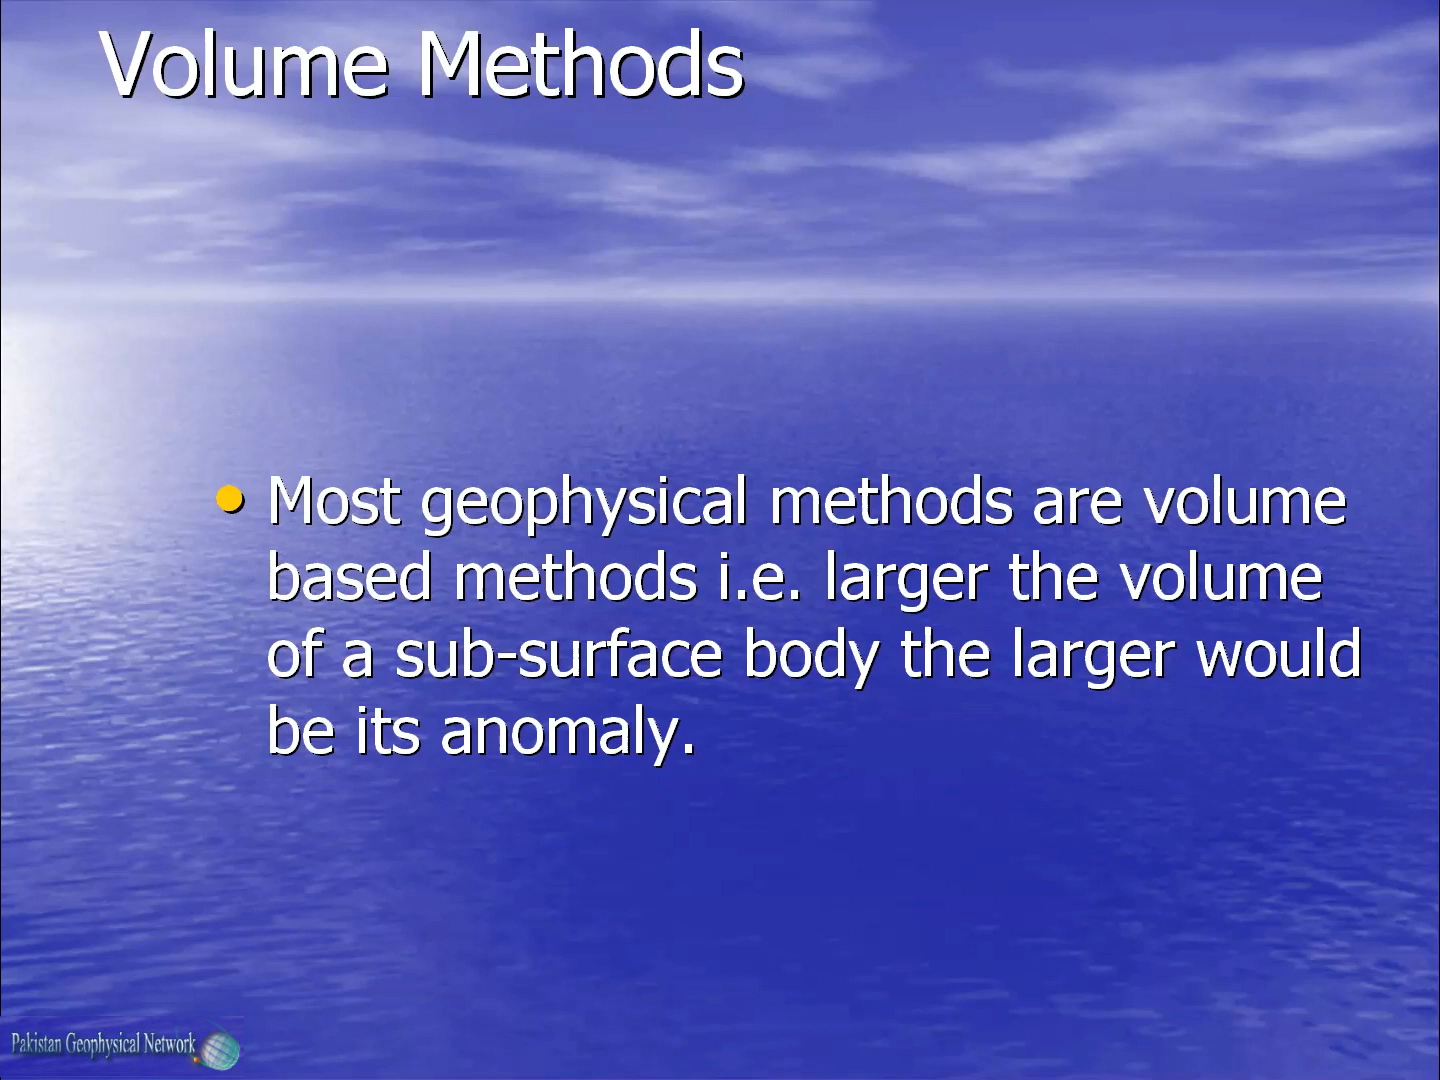 Volume Methods
Most geophysical methods are volume
based methods i.e. larger the volume
of a sub-surface body the larger would
be its anomaly.
Pakistan Geophysical Network